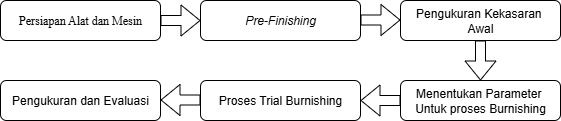 Persiapan Alat dan Mesin
Pre-Finishing
Pengukuran Kekasaran
Awal
Menentukan Parameter
Untuk proses Burnishing
Proses Trial Burnishing
Pengukuran dan Evaluasi